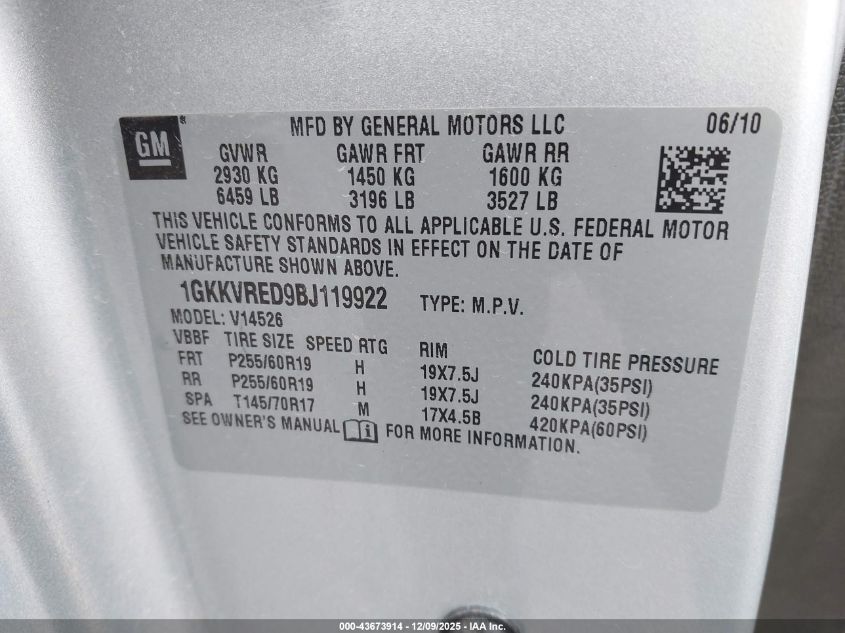 GM®
MFD BY GENERAL MOTORS LLC 06/10
GVWR GAWR FRT GAWR RR
2930 KG 1450 KG 1600 KG
6459 LB 3196 LB 3527 LB
THIS VEHICLE CONFORMS TO ALL APPLICABLE U.S. FEDERAL MOTOR
VEHICLE SAFETY STANDARDS IN EFFECT ON THE DATE OF
MANUFACTURE SHOWN ABOVE.
1GKKVRED9BJ119922 TYPE: M.P.V.
MODEL: V14526
VBBF TIRE SIZE SPEED RTG RIM COLD TIRE PRESSURE
FRT P255/60R19 H 19X7.5J 240KPA(35PSI)
RR P255/60R19 H 19X7.5J 240KPA(35PSI)
SPA T145/70R17 M 17X4.5B 420KPA(60PSI)
SEE OWNER'S MANUAL i FOR MORE INFORMATION.
000-43673914 - 12/09/2025 - IAA Inc.